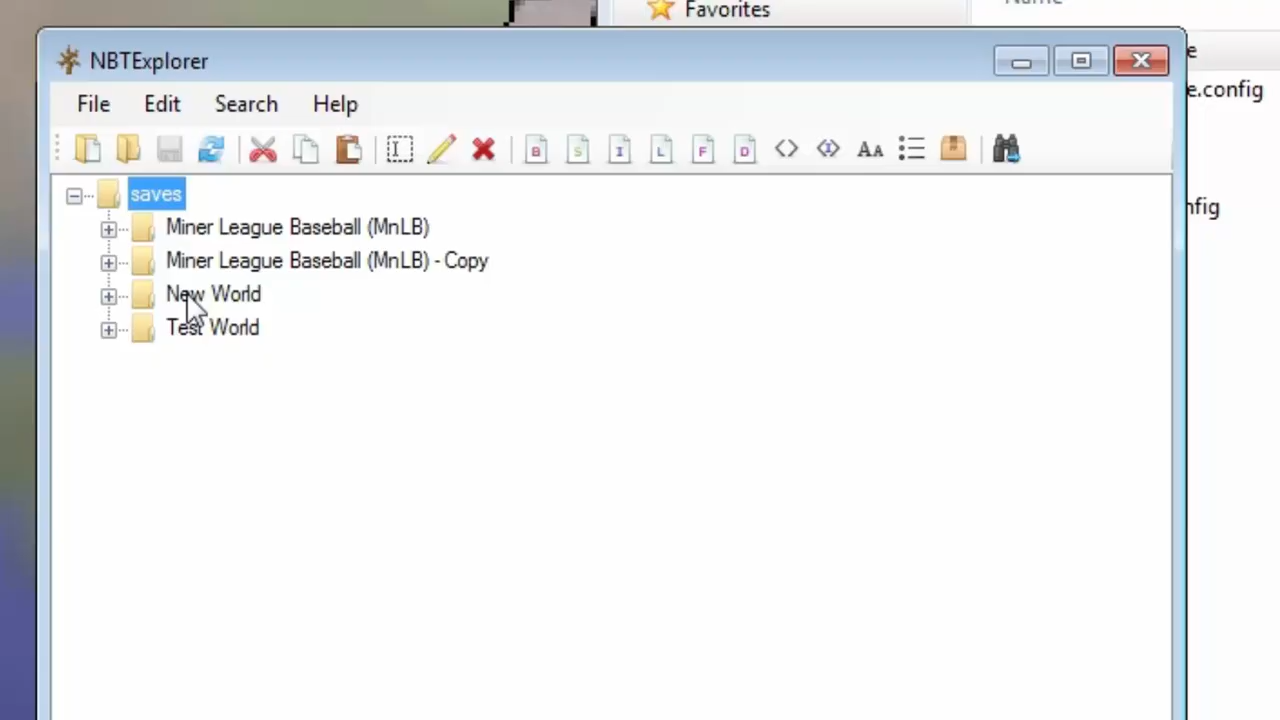 Favorites
NBTExplorer
e
File Edit Search Help
e.config
B S I L F D AA
nfig
saves
Miner League Baseball (MnLB)
Miner League Baseball (MnLB) - Copy
New World
Test World